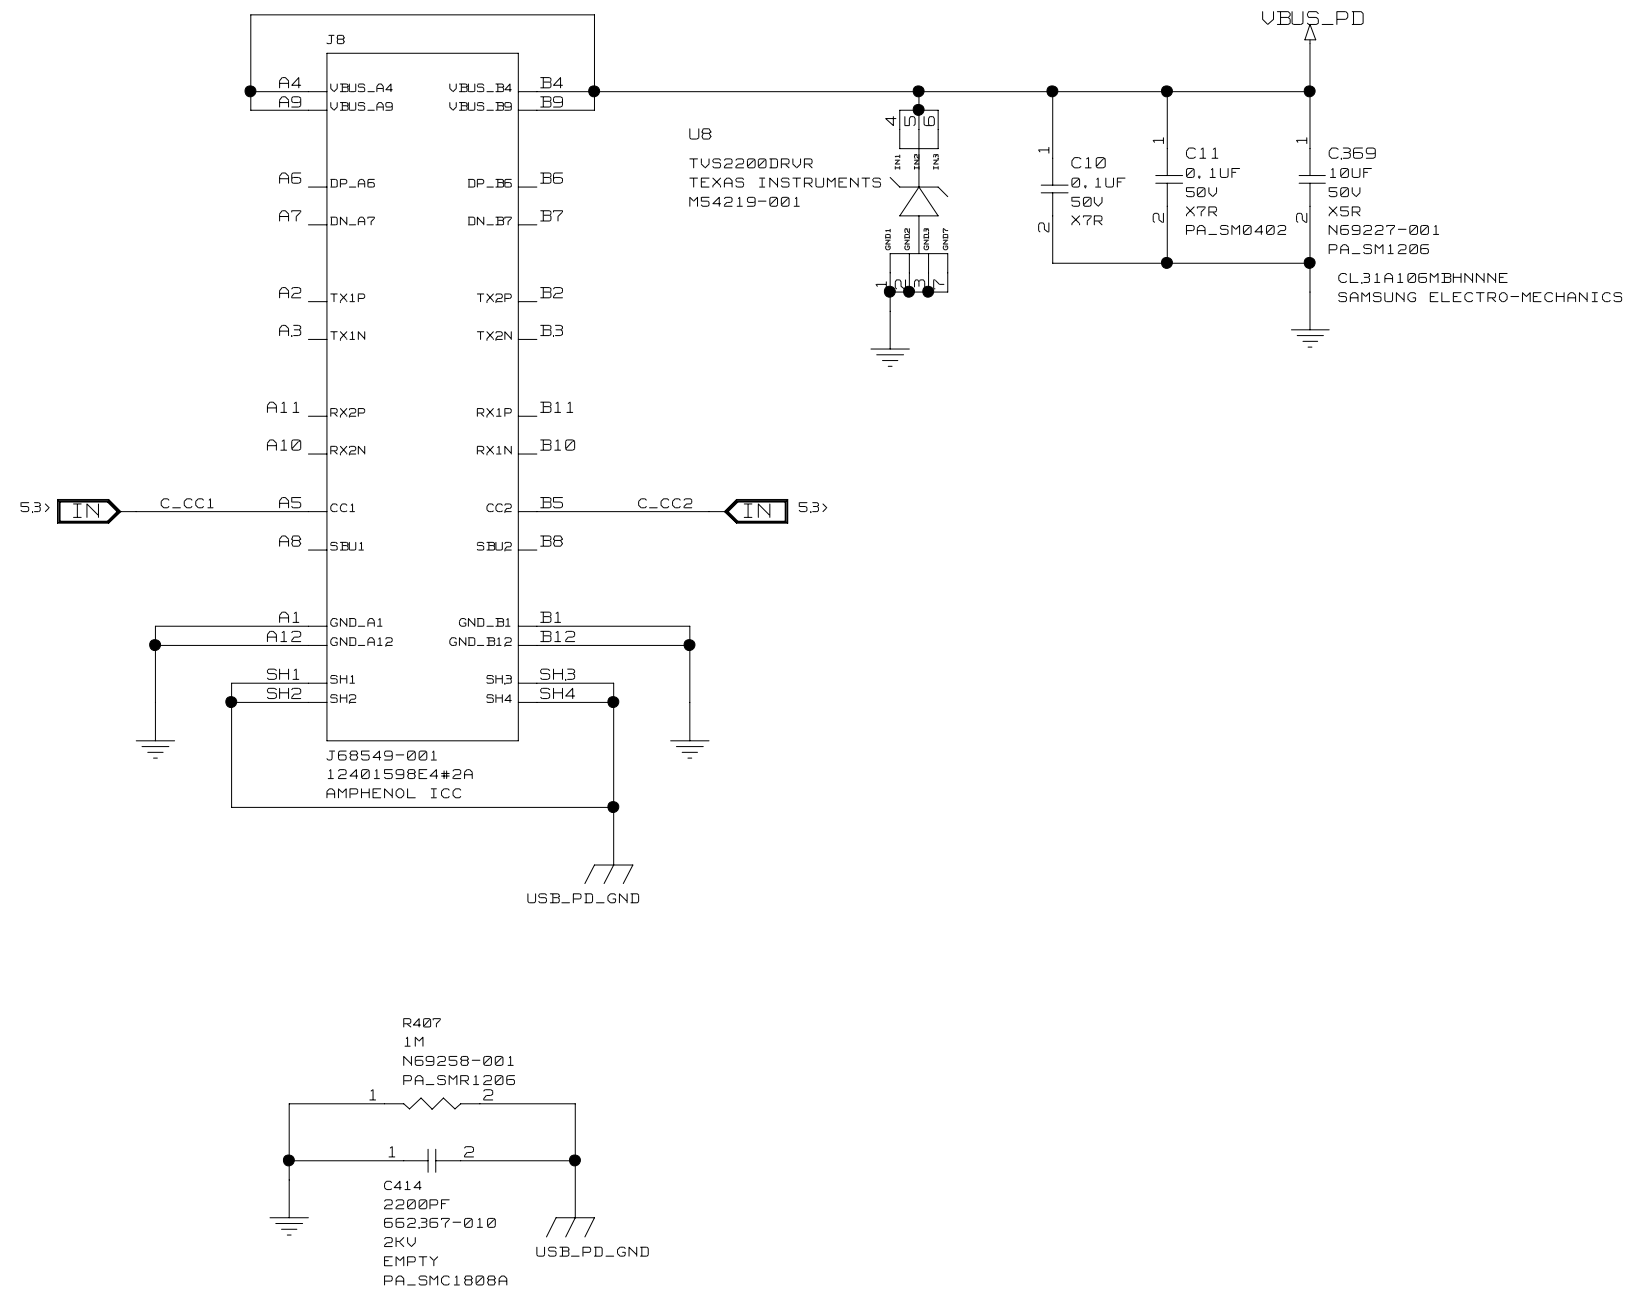 VBUS_PD
J8
A4 VBUS_A4 VBUS_B4 B4
A9 VBUS_A9 VBUS_B9 B9
A6 DP_A6 DP_B6 B6
A7 DN_A7 DN_B7 B7
A2 TX1P TX2P B2
A3 TX1N TX2N B3
A11 RX2P RX1P B11
A10 RX2N RX1N B10
5,3> IN C_CC1 A5 CC1 CC2 B5 C_CC2 IN 5,3>
A8 SBU1 SBU2 B8
A1 GND_A1 GND_B1 B1
A12 GND_A12 GND_B12 B12
SH1 SH1 SH3 SH3
SH2 SH2 SH4 SH4
J68549-001
12401598E4#2A
AMPHENOL ICC
USB_PD_GND
U8
TVS2200DRVR
TEXAS INSTRUMENTS
M54219-001
4 5 6
IN1 IN2 IN3
GND1 GND2 GND3 GND7
1 2 3 7
1
C10
0.1UF
50V
X7R
2
1
C11
0.1UF
50V
X7R
PA_SM0402
2
1
C369
10UF
50V
X5R
N69227-001
PA_SM1206
2
CL31A106MBHNNNE
SAMSUNG ELECTRO-MECHANICS
R407
1M
N69258-001
PA_SMR1206
1 2
1 2
C414
2200PF
662367-010
2KV
EMPTY
PA_SMC1808A
USB_PD_GND